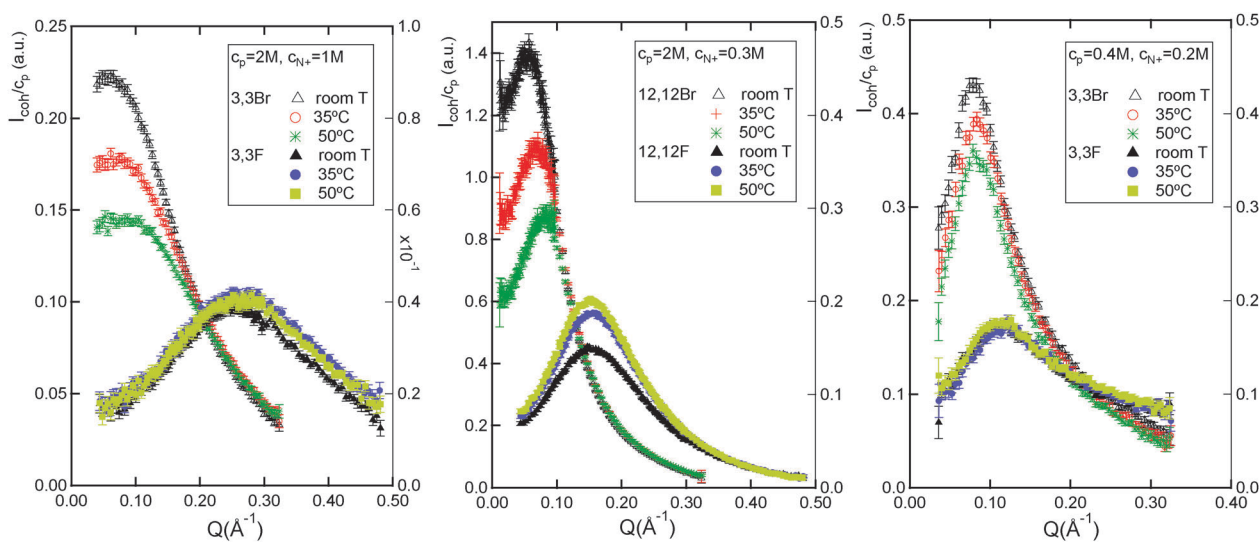 0.25
0.20
0.15
0.10
0.05
0.00
I_coh/c_p (a.u.)
c_p=2M, c_N+=1M
3,3Br △ room T
○ 35ºC
✳ 50ºC
3,3F ▲ room T
● 35ºC
■ 50ºC
1.0
0.8
0.6
0.4
0.2
0.0
x10⁻¹
0.00 0.10 0.20 0.30 0.40 0.50
Q(Å⁻¹)
1.4
1.2
1.0
0.8
0.6
0.4
0.2
0.0
I_coh/c_p (a.u.)
c_p=2M, c_N+=0.3M
12,12Br △ room T
+ 35ºC
✳ 50ºC
12,12F ▲ room T
● 35ºC
■ 50ºC
0.5
0.4
0.3
0.2
0.1
0.0
0.0 0.1 0.2 0.3 0.4 0.50
Q(Å⁻¹)
0.5
0.4
0.3
0.2
0.1
0.0
I_coh/c_p (a.u.)
c_p=0.4M, c_N+=0.2M
3,3Br △ room T
○ 35ºC
✳ 50ºC
3,3F ▲ room T
● 35ºC
■ 50ºC
0.5
0.4
0.3
0.2
0.1
0.0
0.00 0.10 0.20 0.30 0.40
Q(Å⁻¹)